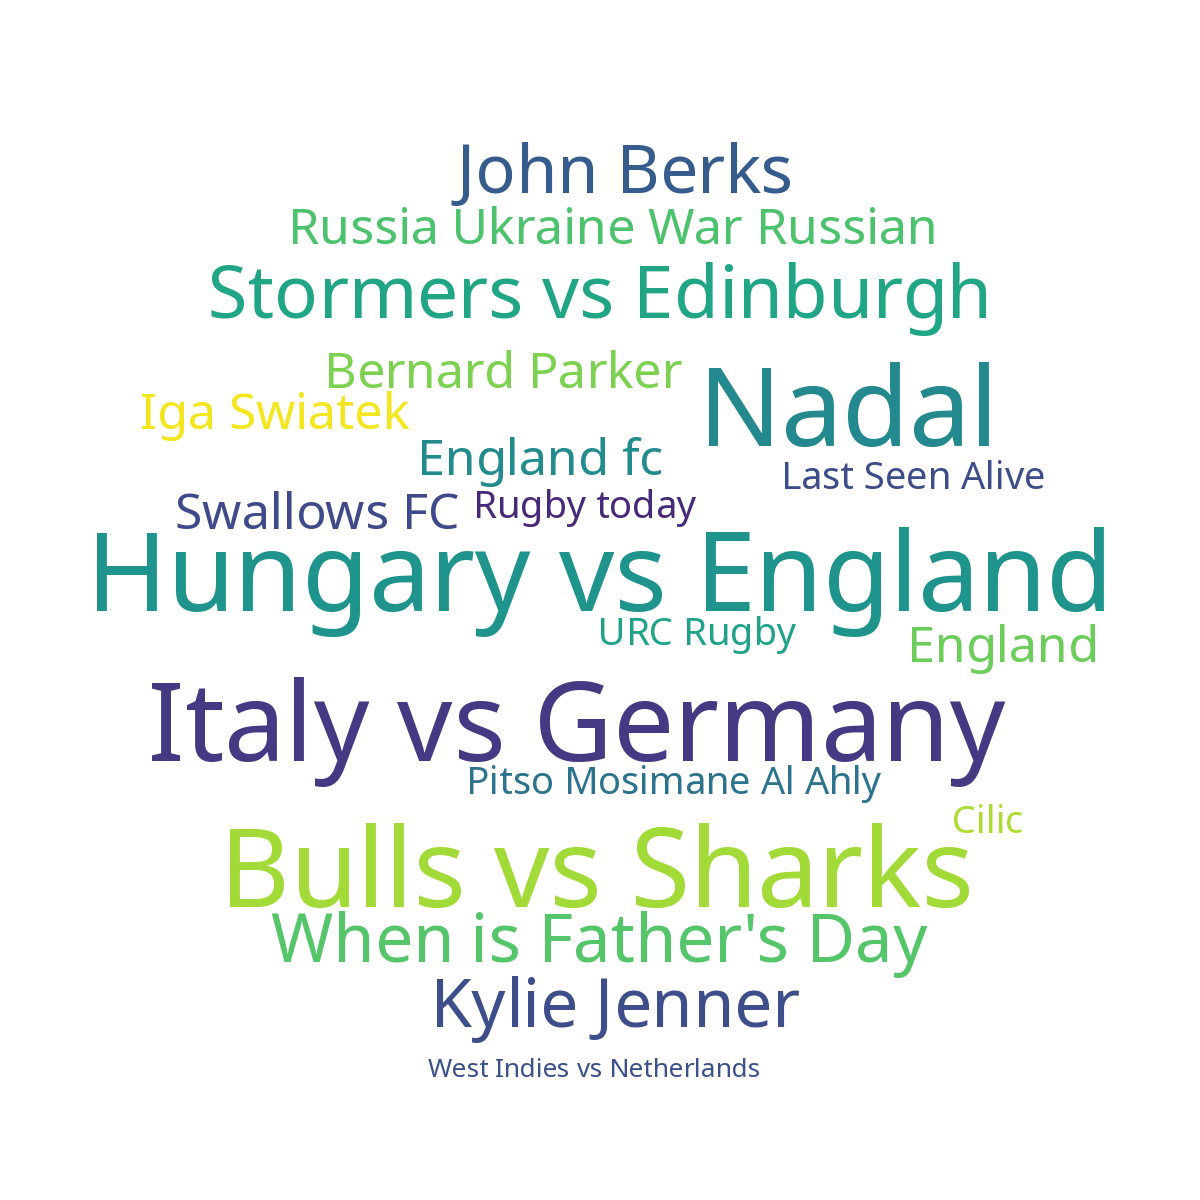 John Berks
Russia Ukraine War Russian
Stormers vs Edinburgh
Bernard Parker
Nadal
Iga Swiatek
England fc
Last Seen Alive
Swallows FC
Rugby today
Hungary vs England
URC Rugby
England
Italy vs Germany
Pitso Mosimane Al Ahly
Cilic
Bulls vs Sharks
When is Father's Day
Kylie Jenner
West Indies vs Netherlands